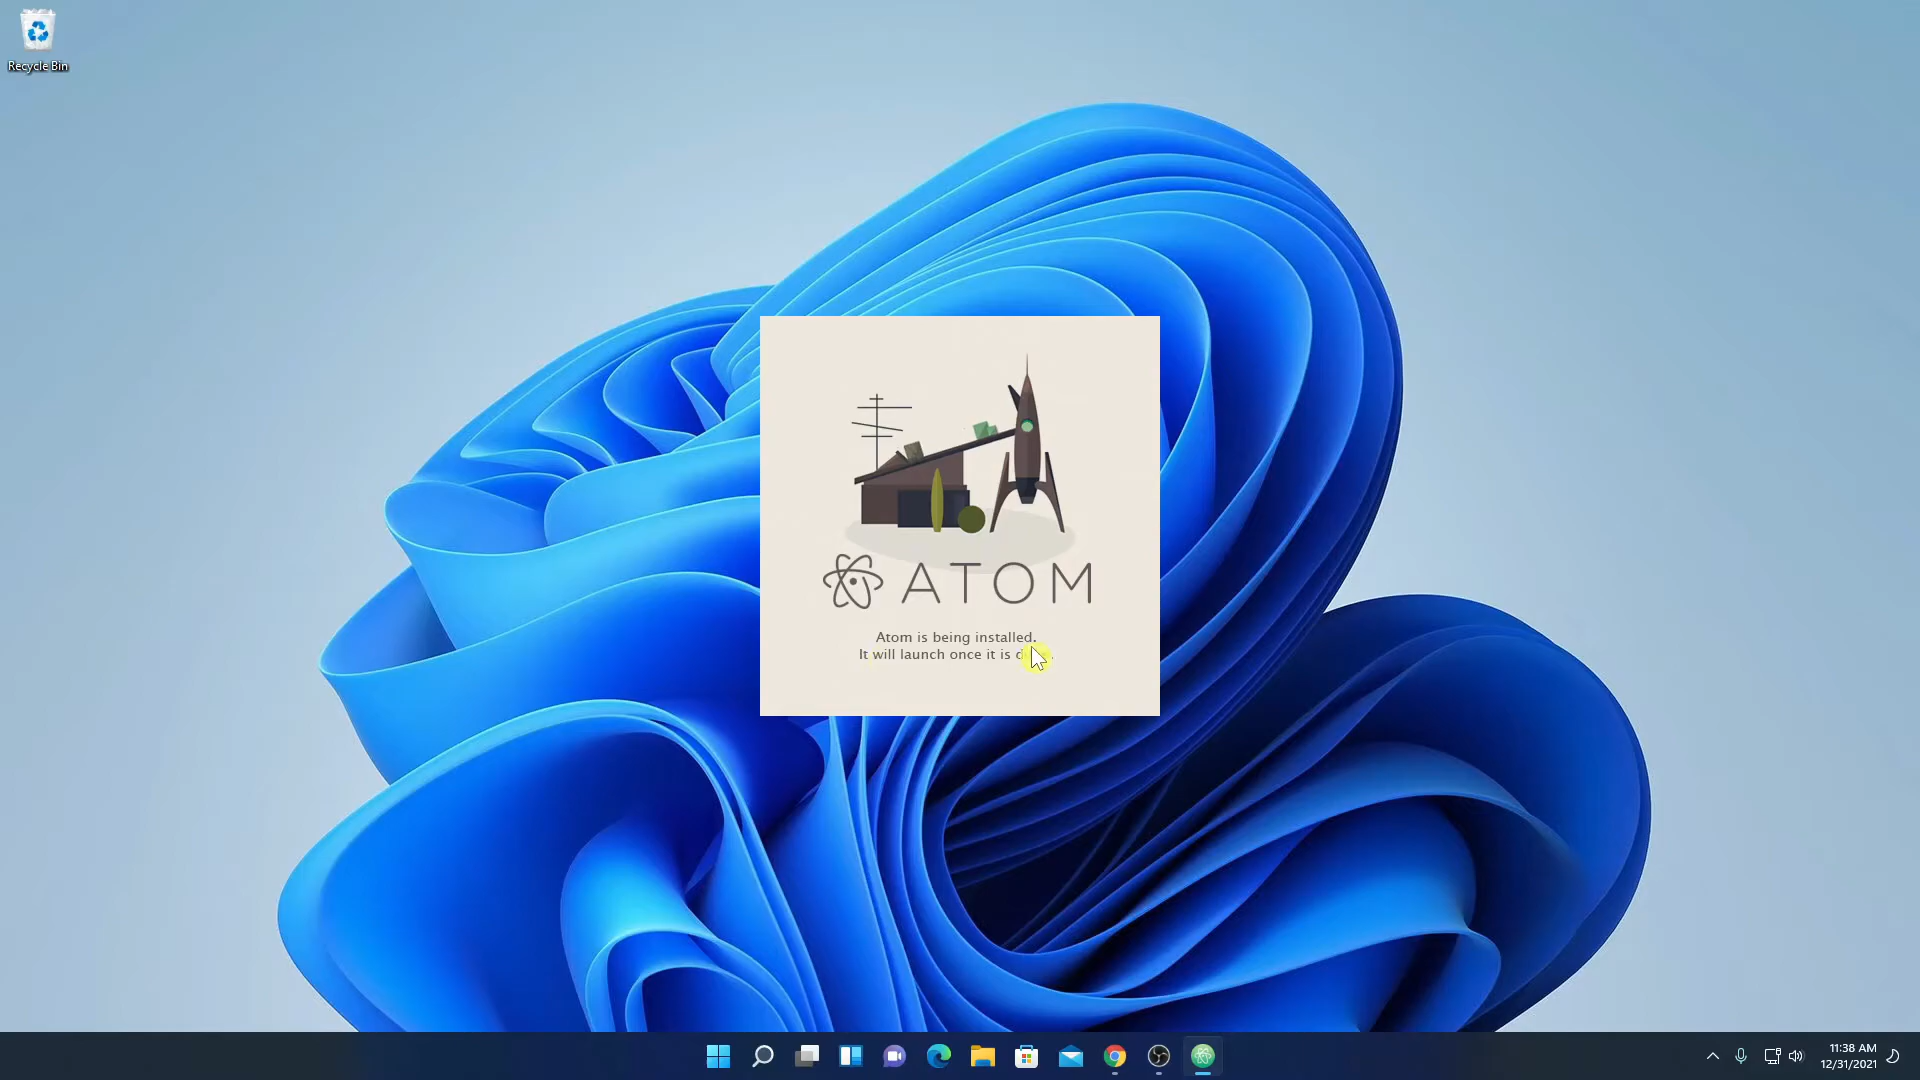 Recycle Bin
ATOM
Atom is being installed.
It will launch once it is
11:38 AM
12/31/2021